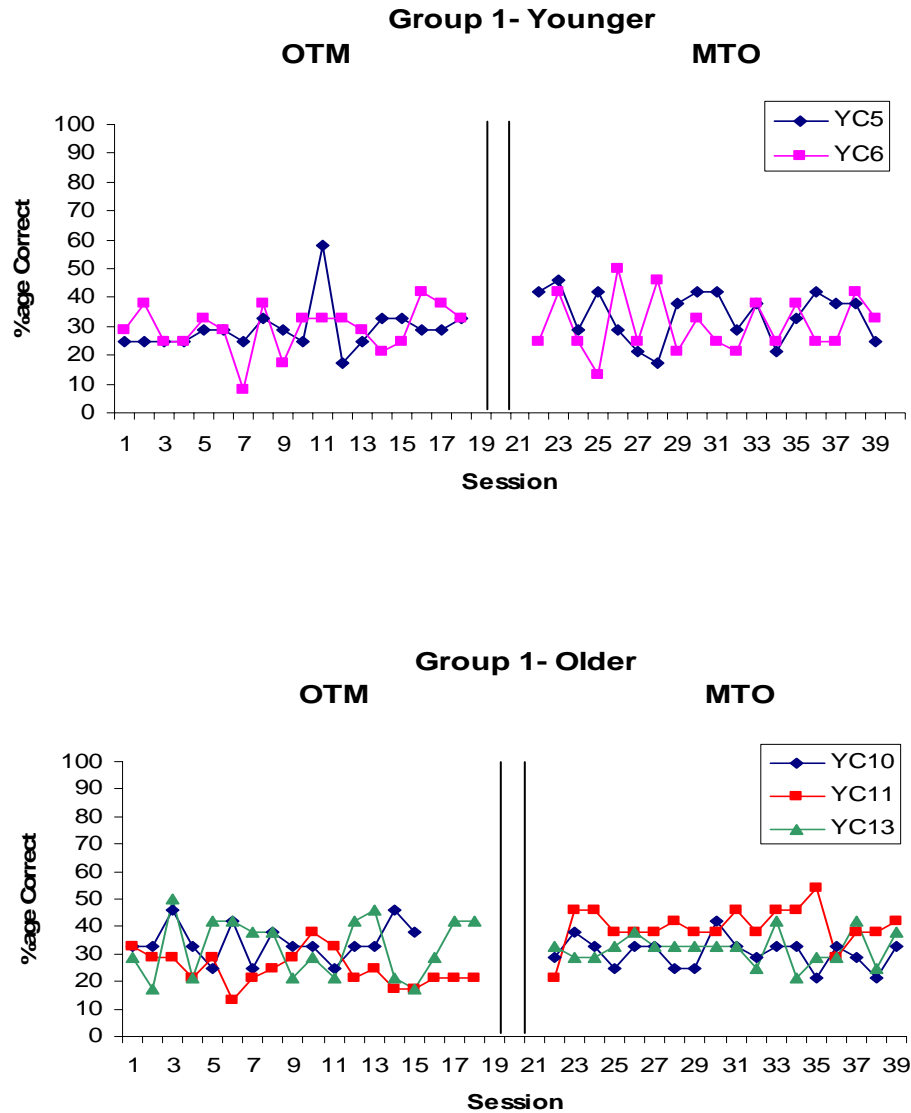 Group 1- Younger
OTM MTO
YC5
YC6
100
90
80
70
60
50
40
30
20
10
0
%age Correct
1 3 5 7 9 11 13 15 17 19 21 23 25 27 29 31 33 35 37 39
Session
Group 1- Older
OTM MTO
YC10
YC11
YC13
100
90
80
70
60
50
40
30
20
10
0
%age Correct
1 3 5 7 9 11 13 15 17 19 21 23 25 27 29 31 33 35 37 39
Session